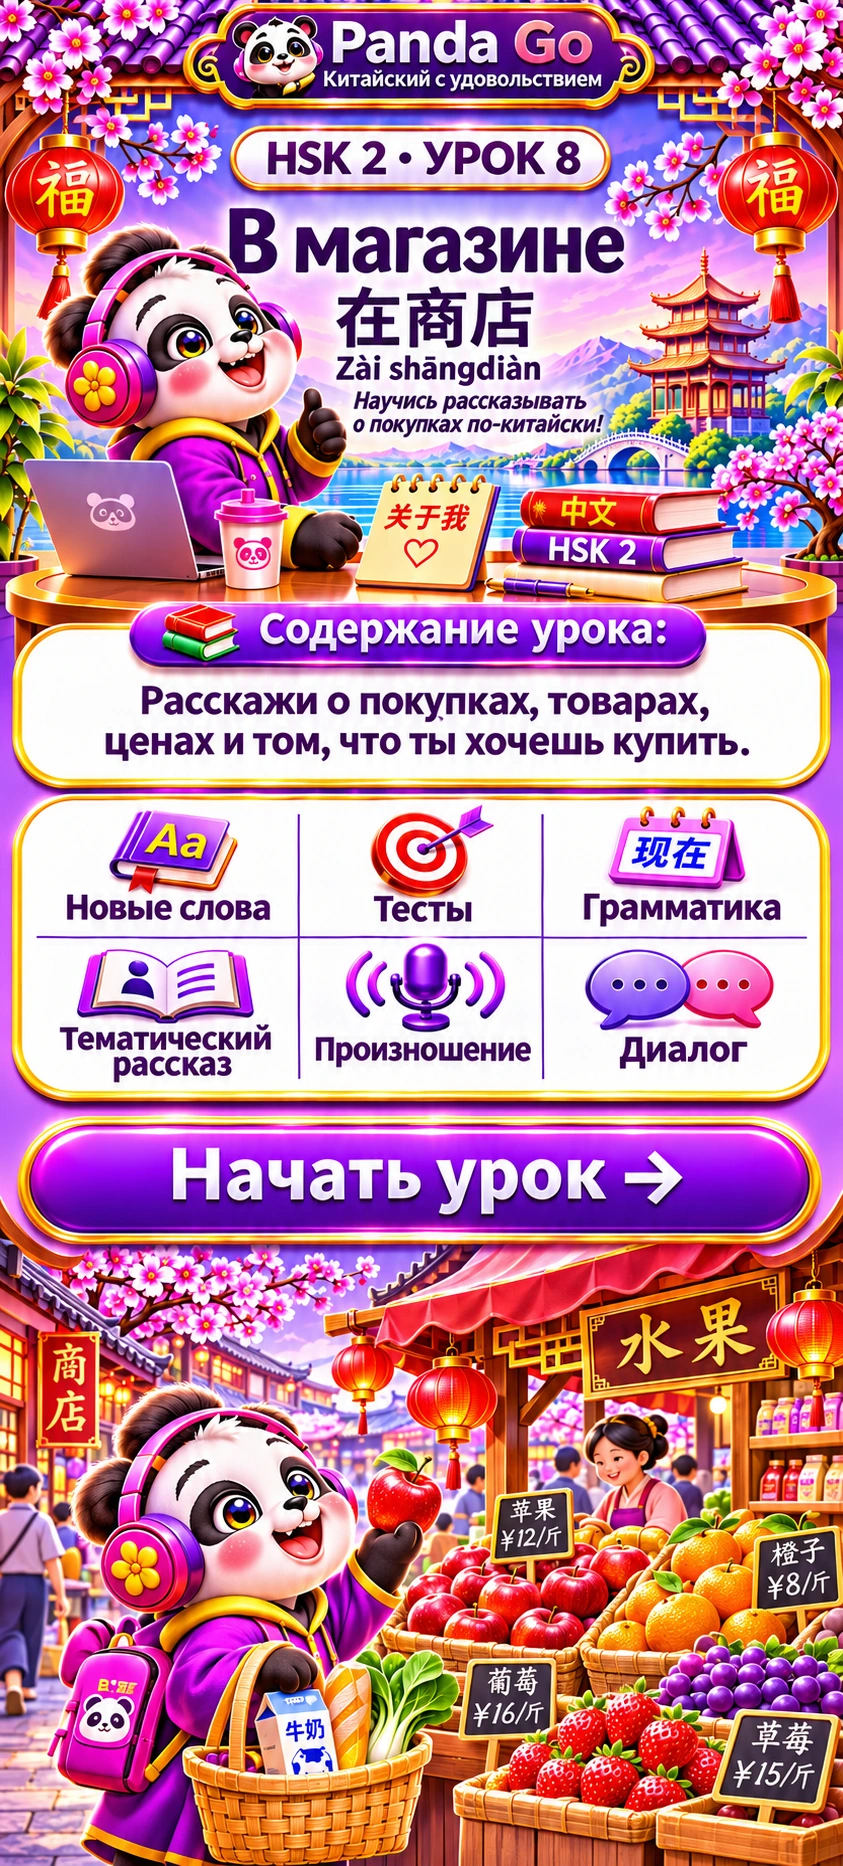 Panda Go
Китайский с удовольствием
福
福
HSK 2 • УРОК 8
В магазине
在商店
Zài shāngdiàn
Научись рассказывать
о покупках по-китайски!
关于我
中文
HSK 2
Содержание урока:
Расскажи о покупках, товарах,
ценах и том, что ты хочешь купить.
Aa
Новые слова
Тесты
现在
Грамматика
Тематический
рассказ
Произношение
Диалог
Начать урок →
商店
水果
苹果
¥12/斤
橙子
¥8/斤
葡萄
¥16/斤
草莓
¥15/斤
牛奶